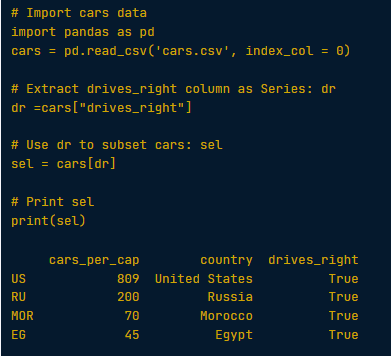 # Import cars data
import pandas as pd
cars = pd.read_csv('cars.csv', index_col = 0)
# Extract drives_right column as Series: dr
dr =cars["drives_right"]
# Use dr to subset cars: sel
sel = cars[dr]
# Print sel
print(sel)
cars_per_cap country drives_right
US 809 United States True
RU 200 Russia True
MOR 70 Morocco True
EG 45 Egypt True